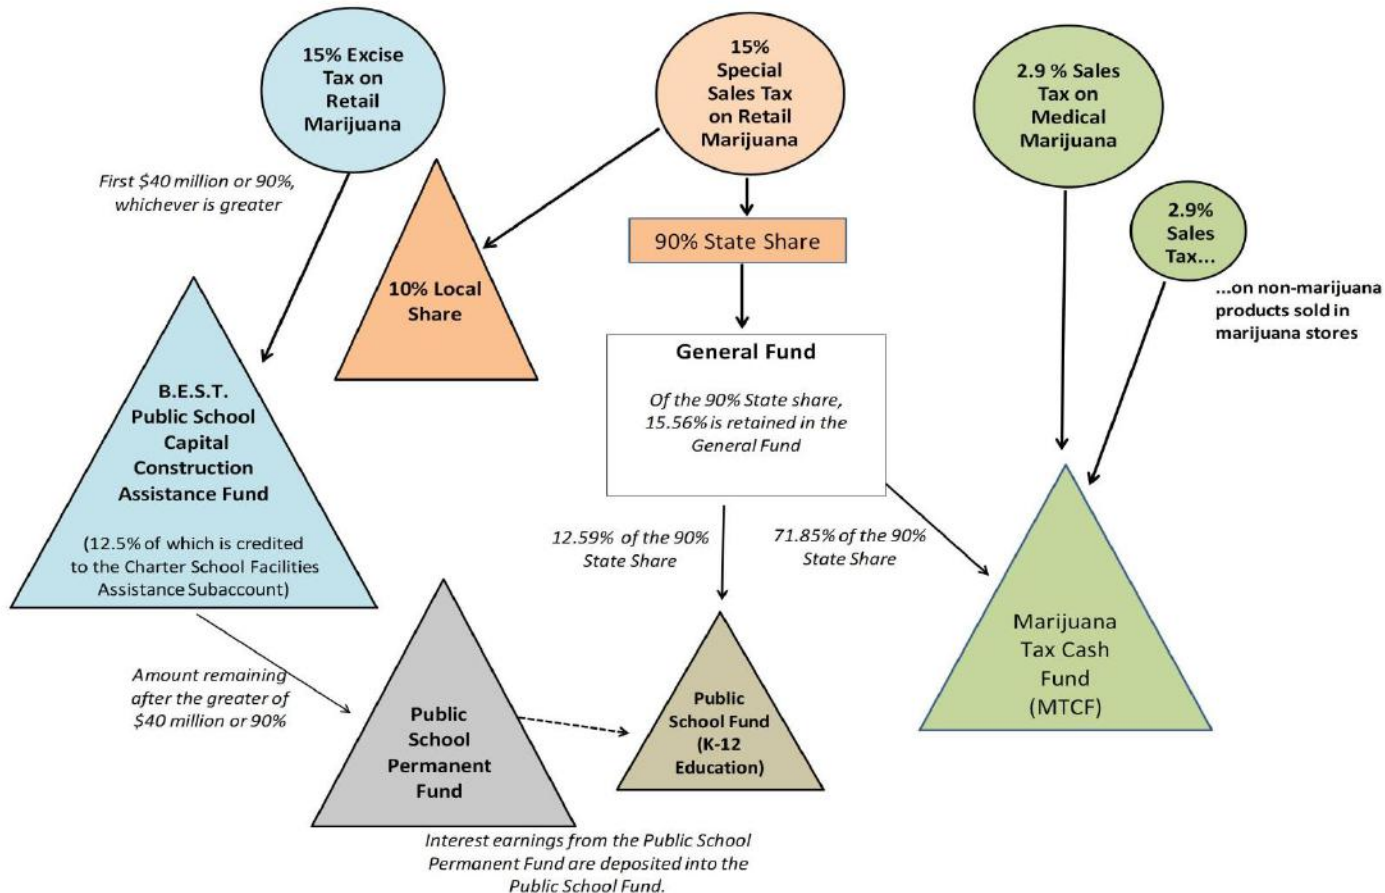 15% Excise
Tax on
Retail
Marijuana
15%
Special
Sales Tax
on Retail
Marijuana
2.9 % Sales
Tax on
Medical
Marijuana
2.9%
Sales
Tax...
...on non-marijuana
products sold in
marijuana stores
First $40 million or 90%,
whichever is greater
90% State Share
10% Local
Share
General Fund
Of the 90% State share,
15.56% is retained in the
General Fund
B.E.S.T.
Public School
Capital
Construction
Assistance Fund
(12.5% of which is credited
to the Charter School Facilities
Assistance Subaccount)
12.59% of the 90%
State Share
71.85% of the 90%
State Share
Amount remaining
after the greater of
$40 million or 90%
Public
School
Permanent
Fund
Public
School Fund
(K-12
Education)
Marijuana
Tax Cash
Fund
(MTCF)
Interest earnings from the Public School
Permanent Fund are deposited into the
Public School Fund.